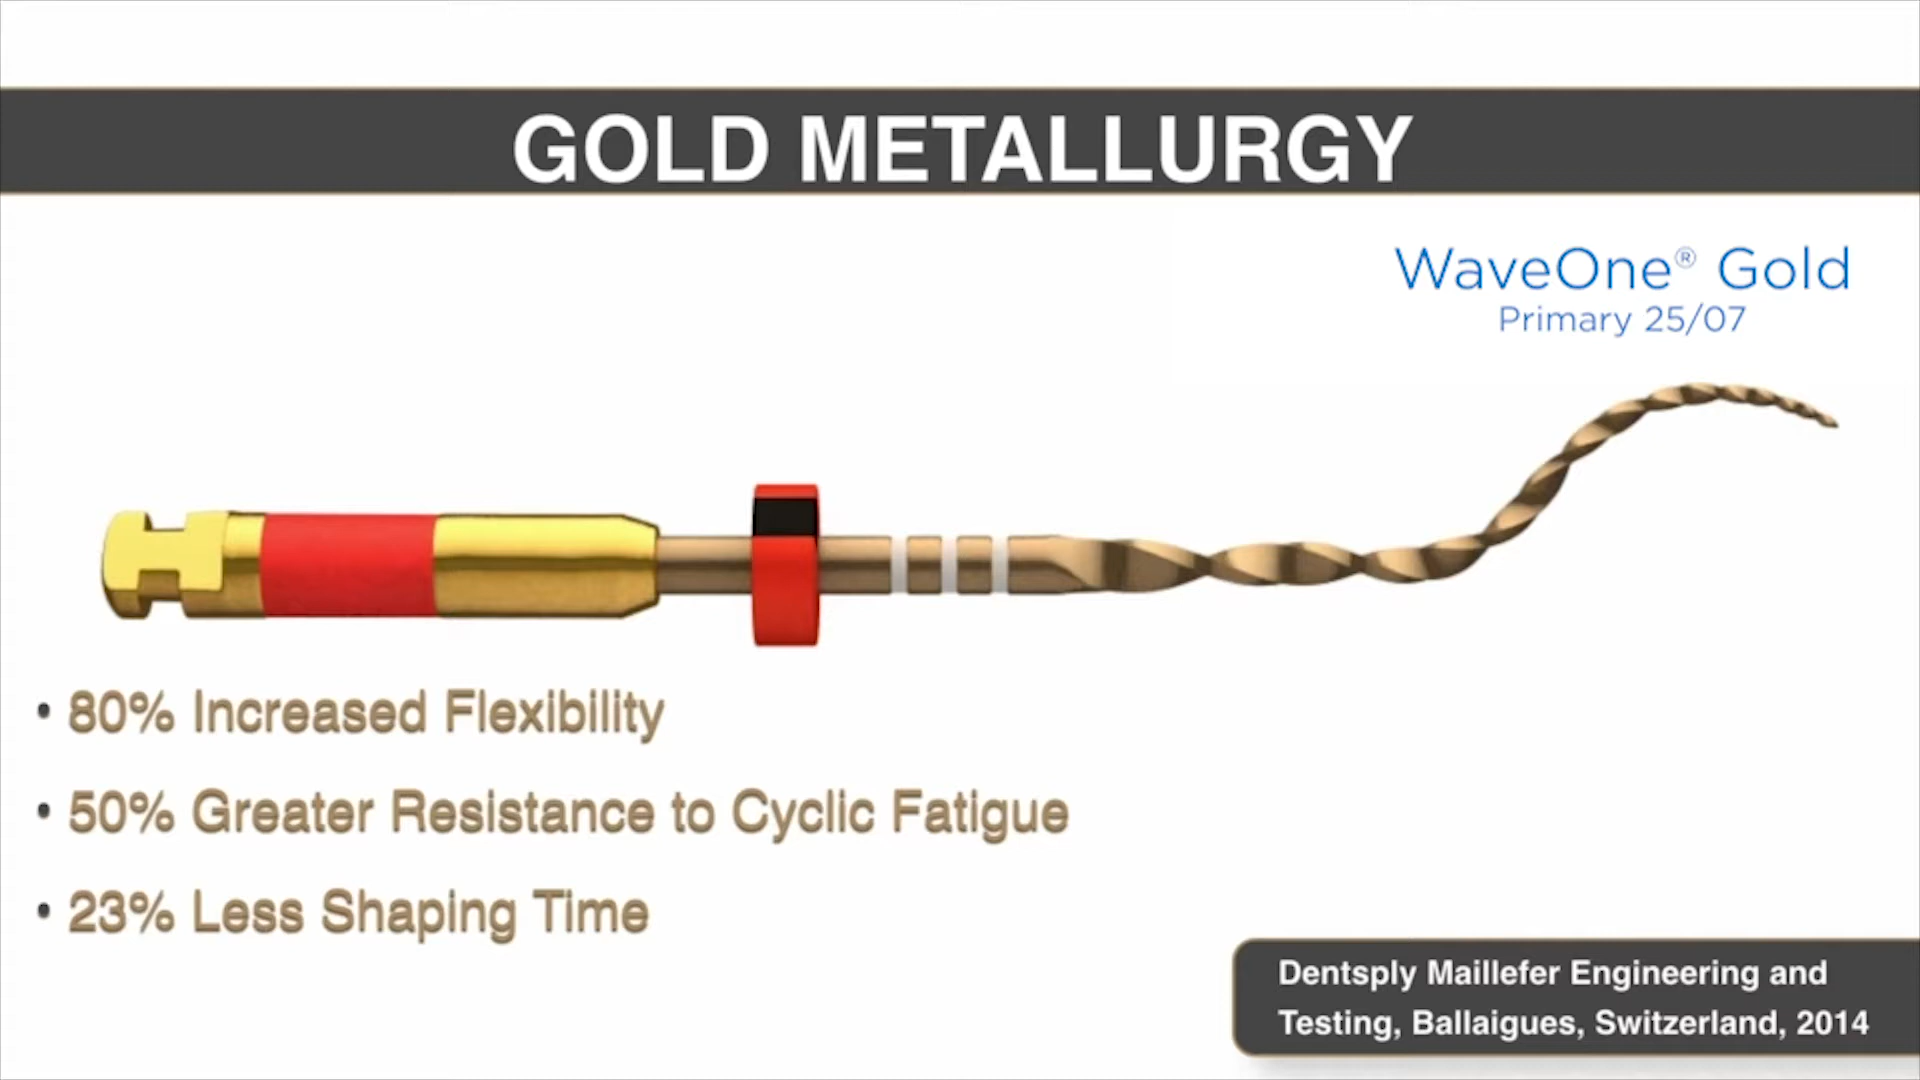 GOLD METALLURGY
WaveOne® Gold
Primary 25/07
• 80% Increased Flexibility
• 50% Greater Resistance to Cyclic Fatigue
• 23% Less Shaping Time
Dentsply Maillefer Engineering and
Testing, Ballaigues, Switzerland, 2014